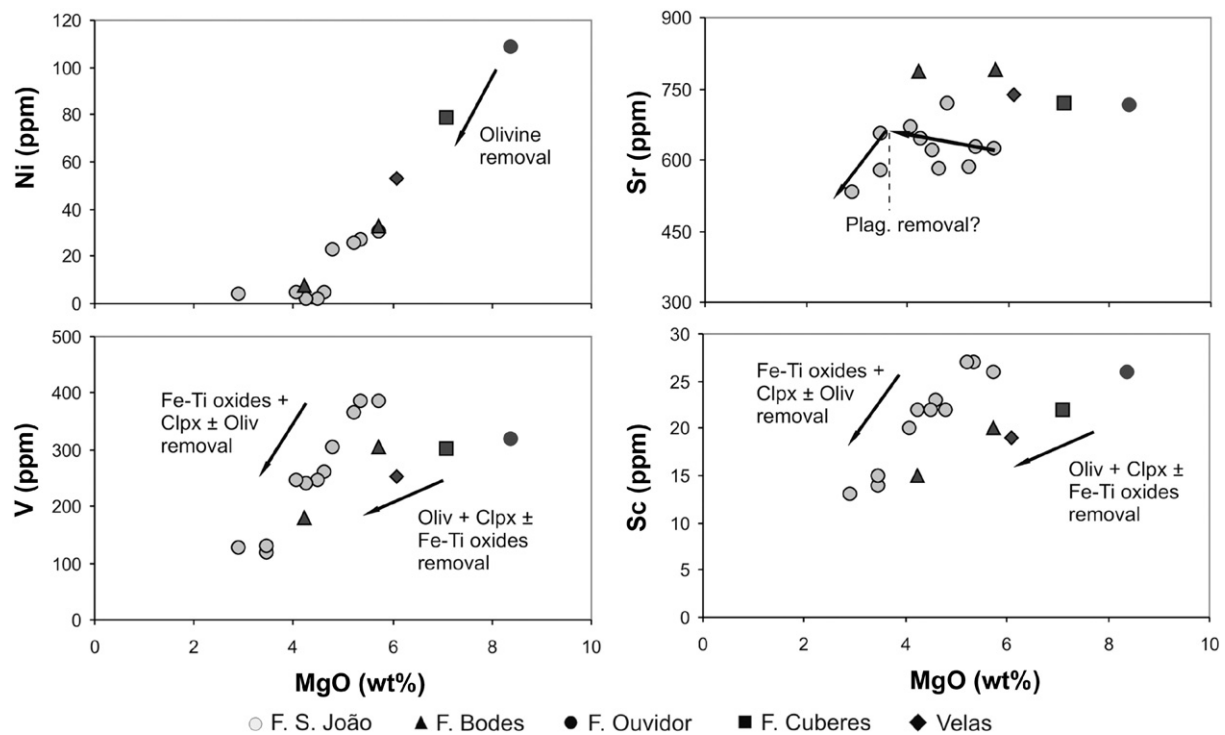 120
100
80
60
40
20
0
Ni (ppm)
Olivine
removal
900
750
600
450
300
Sr (ppm)
Plag. removal?
500
400
300
200
100
0
V (ppm)
Fe-Ti oxides +
Clpx ± Oliv
removal
Oliv + Clpx ±
Fe-Ti oxides
removal
0 2 4 6 8 10
MgO (wt%)
30
25
20
15
10
5
0
Sc (ppm)
Fe-Ti oxides +
Clpx ± Oliv
removal
Oliv + Clpx ±
Fe-Ti oxides
removal
0 2 4 6 8 10
MgO (wt%)
F. S. João F. Bodes F. Ouvidor F. Cuberes Velas